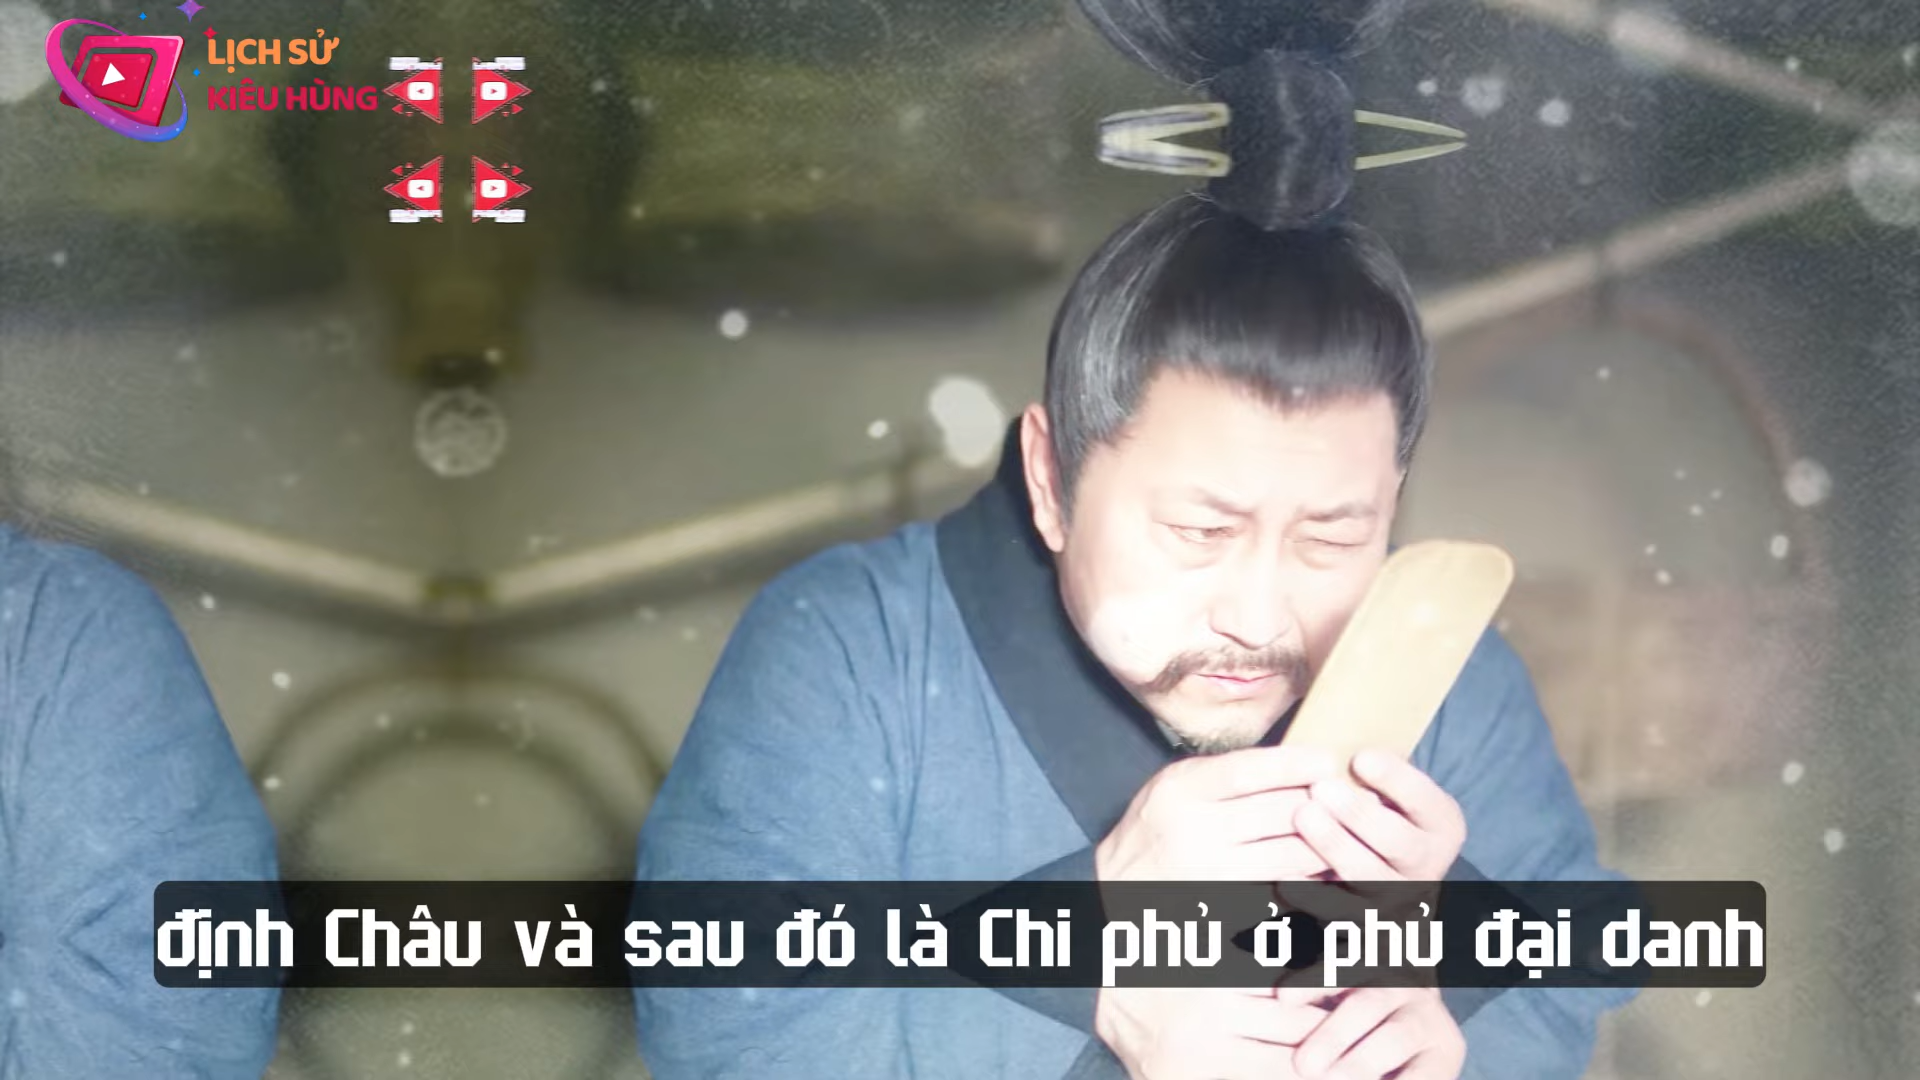 LỊCH SỬ
KIÊU HÙNG
định Châu và sau đó là Chi phủ ở phủ đại danh